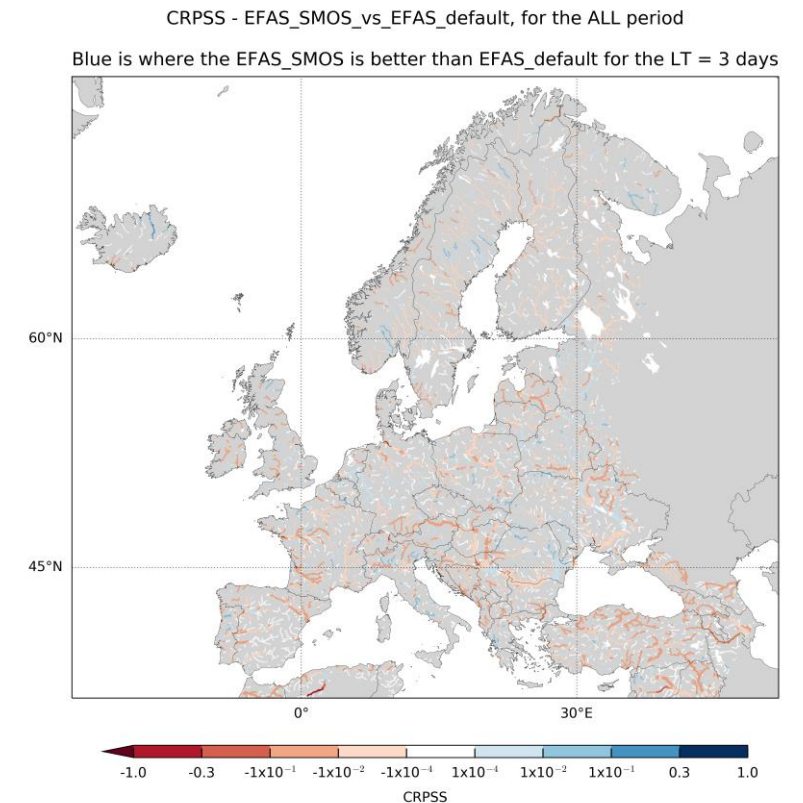 CRPSS - EFAS_SMOS_vs_EFAS_default, for the ALL period
Blue is where the EFAS_SMOS is better than EFAS_default for the LT = 3 days
60°N
45°N
0° 30°E
-1.0 -0.3 -1x10⁻¹ -1x10⁻² -1x10⁻⁴ 1x10⁻⁴ 1x10⁻² 1x10⁻¹ 0.3 1.0
CRPSS